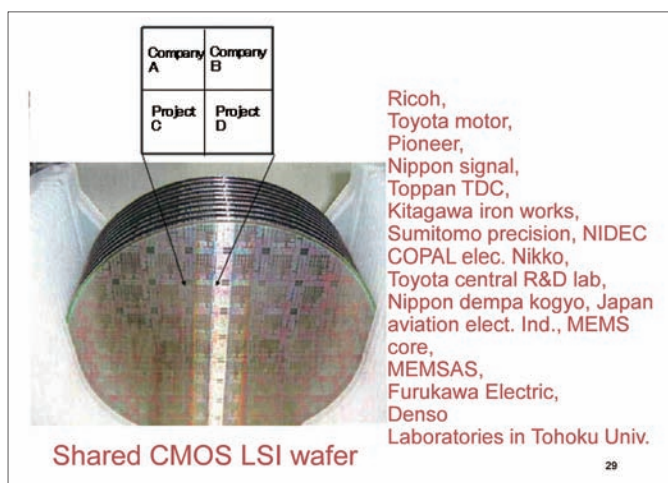 Company Company
A B
Project Project
C D
Ricoh,
Toyota motor,
Pioneer,
Nippon signal,
Toppan TDC,
Kitagawa iron works,
Sumitomo precision, NIDEC
COPAL elec. Nikko,
Toyota central R&D lab,
Nippon dempa kogyo, Japan
aviation elect. Ind., MEMS
core,
MEMSAS,
Furukawa Electric,
Denso
Laboratories in Tohoku Univ.
Shared CMOS LSI wafer
29